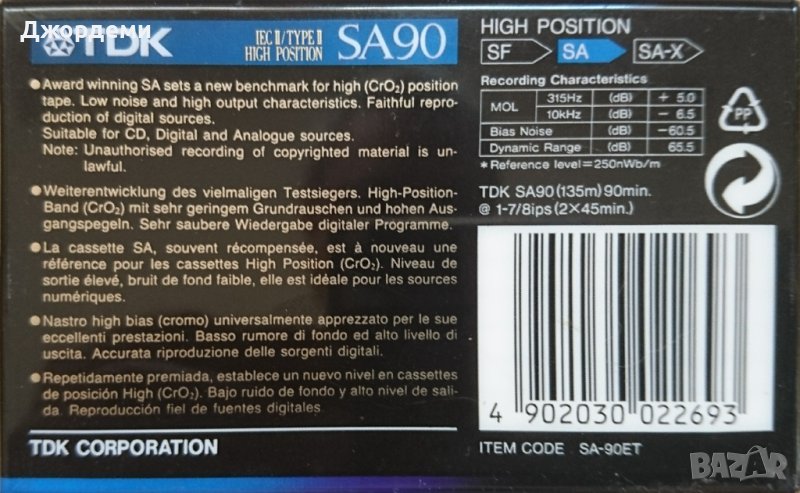 Джордеми
TDK
IEC II/TYPE II
HIGH POSITION
SA90
●Award winning SA sets a new benchmark for high (CrO₂) position
tape. Low noise and high output characteristics. Faithful repro-
duction of digital sources.
Suitable for CD, Digital and Analogue sources.
Note: Unauthorised recording of copyrighted material is un-
lawful.
●Weiterentwicklung des vielmaligen Testsiegers. High-Position-
Band (CrO₂) mit sehr geringem Grundrauschen und hohen Aus-
gangspegeln. Sehr saubere Wiedergabe digitaler Programme.
●La cassette SA, souvent récompensée, est à nouveau une
référence pour les cassettes High Position (CrO₂). Niveau de
sortie élevé, bruit de fond faible, elle est idéale pour les sources
numériques.
●Nastro high bias (cromo) universalmente apprezzato per le sue
eccellenti prestazioni. Basso rumore di fondo ed alto livello di
uscita. Accurata riproduzione delle sorgenti digitali.
●Repetidamente premiada, establece un nuevo nivel en cassettes
de posición High (CrO₂). Bajo ruido de fondo y alto nivel de sali-
da. Reproducción fiel de fuentes digitales.
TDK CORPORATION
HIGH POSITION
SF SA SA-X
Recording Characteristics
MOL 315Hz (dB) + 5.0
10kHz (dB) − 6.5
Bias Noise (dB) −60.5
Dynamic Range (dB) 65.5
*Reference level=250nWb/m
PP
TDK SA90(135m)90min.
@ 1-7/8ips(2×45min.)
4 902030 022693
ITEM CODE SA-90ET
БАZАР